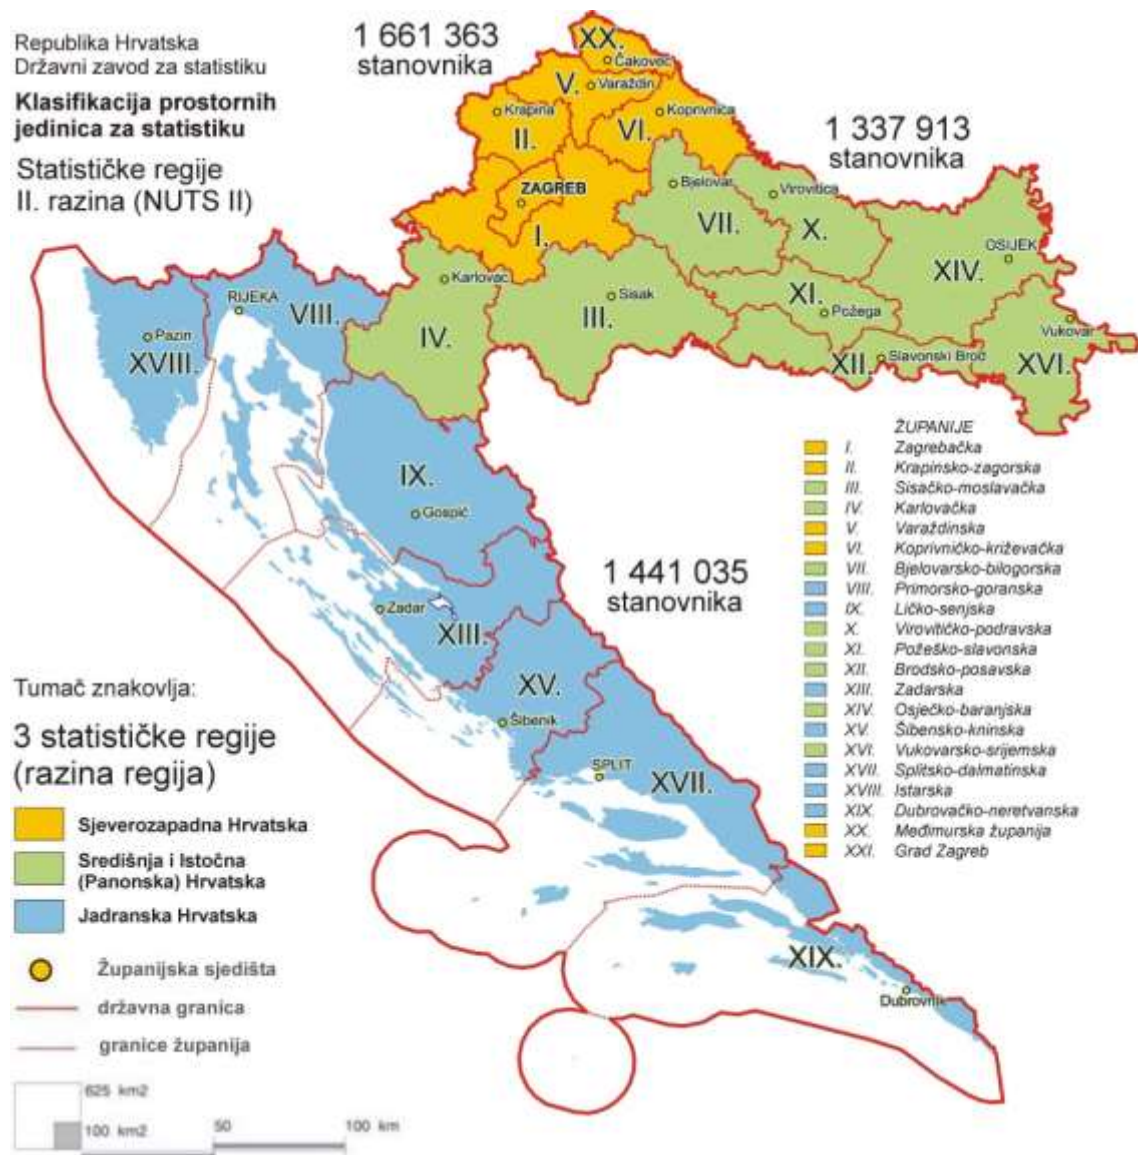 Republika Hrvatska
Državni zavod za statistiku
Klasifikacija prostornih
jedinica za statistiku
Statističke regije
II. razina (NUTS II)
1 661 363
stanovnika
1 337 913
stanovnika
XX.
Čakovec
V.
Varaždin
Krapina
II.
VI.
Koprivnica
ZAGREB
I.
Bjelovar
VII.
Virovitica
X.
OSIJEK
XIV.
Karlovac
IV.
Sisak
III.
XI.
Požega
Vukovar
XII.
Slavonski Brod
XVI.
RIJEKA
VIII.
Pazin
XVIII.
IX.
Gospić
1 441 035
stanovnika
Zadar
XIII.
XV.
Šibenik
SPLIT
XVII.
XIX.
Dubrovnik
ŽUPANIJE
I. Zagrebačka
II. Krapinsko-zagorska
III. Sisačko-moslavačka
IV. Karlovačka
V. Varaždinska
VI. Koprivničko-križevačka
VII. Bjelovarsko-bilogorska
VIII. Primorsko-goranska
IX. Ličko-senjska
X. Virovitičko-podravska
XI. Požeško-slavonska
XII. Brodsko-posavska
XIII. Zadarska
XIV. Osječko-baranjska
XV. Šibensko-kninska
XVI. Vukovarsko-srijemska
XVII. Splitsko-dalmatinska
XVIII. Istarska
XIX. Dubrovačko-neretvanska
XX. Međimurska županija
XXI. Grad Zagreb
Tumač znakovlja:
3 statističke regije
(razina regija)
Sjeverozapadna Hrvatska
Središnja i Istočna
(Panonska) Hrvatska
Jadranska Hrvatska
Županijska sjedišta
državna granica
granice županija
625 km2
100 km2
50
100 km